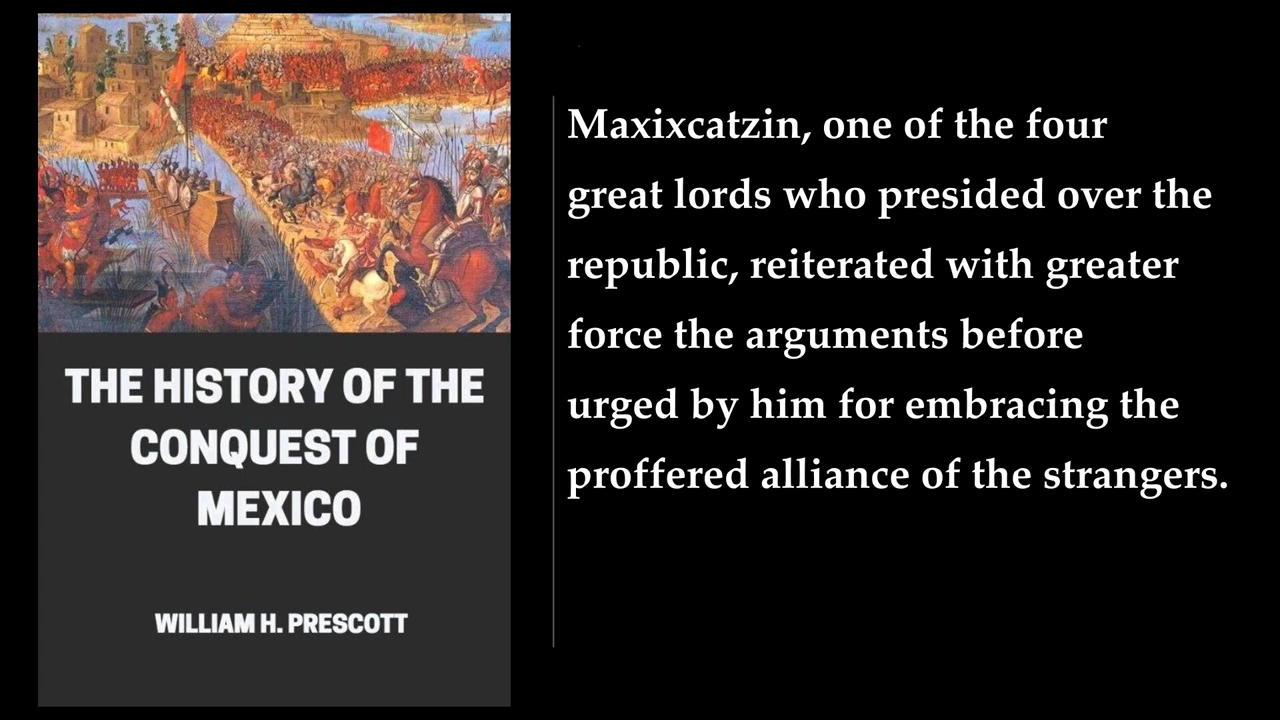 THE HISTORY OF THE
CONQUEST OF
MEXICO
WILLIAM H. PRESCOTT
Maxixcatzin, one of the four
great lords who presided over the
republic, reiterated with greater
force the arguments before
urged by him for embracing the
proffered alliance of the strangers.